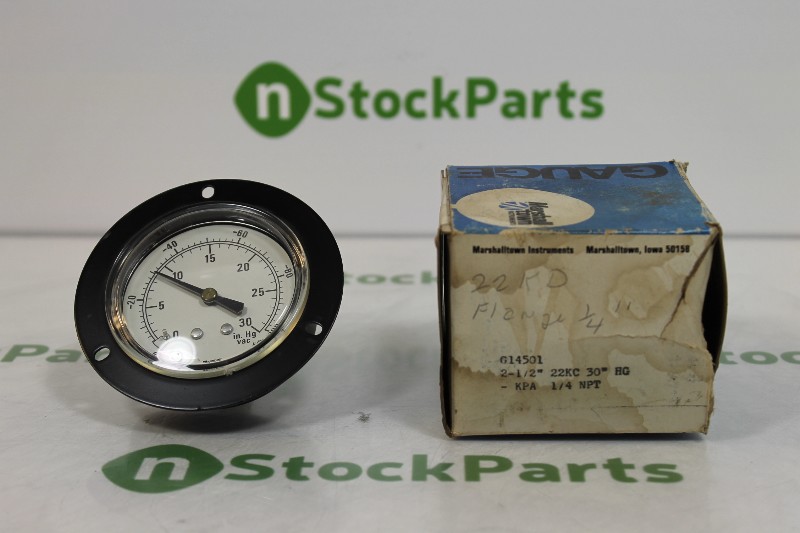 nStockParts
GAUGE
Marshalltown Instruments Marshalltown, Iowa 50158
22KD
Flange 1/4"
G14501
2-1/2" 22KC 30" HG
- KPA 1/4 NPT
-40 -60
15
10 20
-20 -80
5 25
0 30
in. Hg
vac
nStockParts